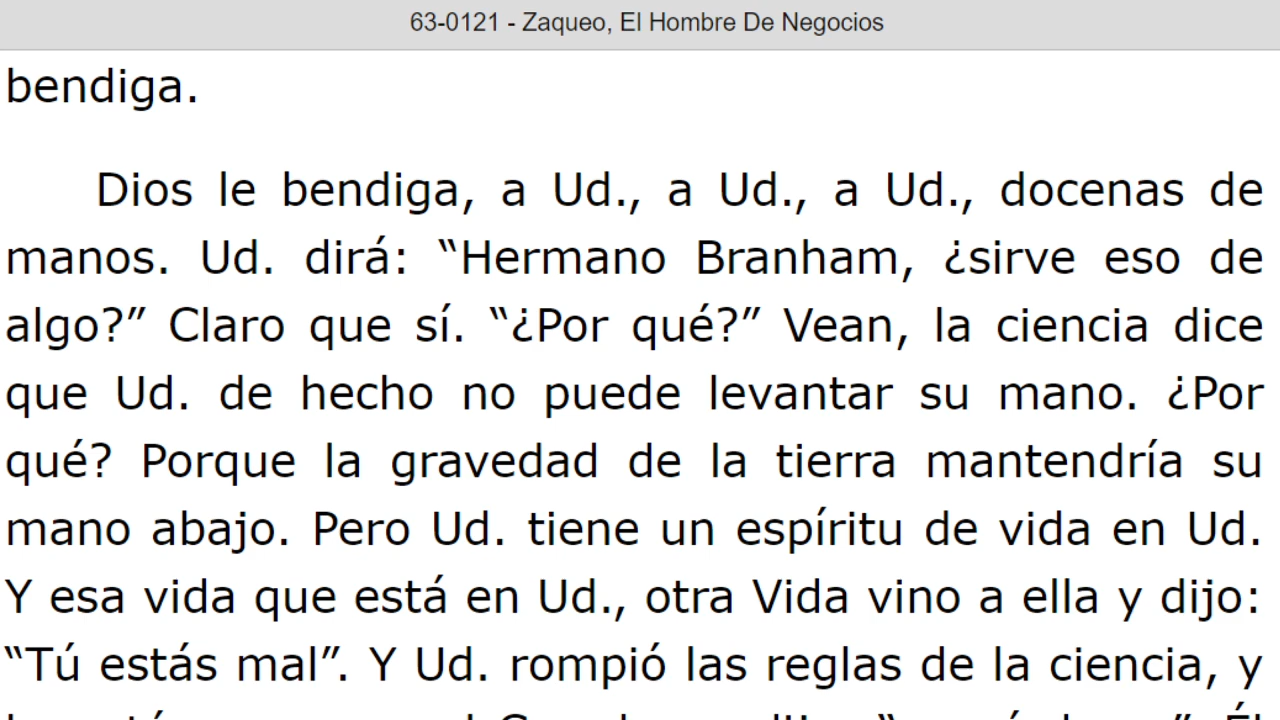 63-0121 - Zaqueo, El Hombre De Negocios
bendiga.
Dios le bendiga, a Ud., a Ud., a Ud., docenas de
manos. Ud. dirá: “Hermano Branham, ¿sirve eso de
algo?” Claro que sí. “¿Por qué?” Vean, la ciencia dice
que Ud. de hecho no puede levantar su mano. ¿Por
qué? Porque la gravedad de la tierra mantendría su
mano abajo. Pero Ud. tiene un espíritu de vida en Ud.
Y esa vida que está en Ud., otra Vida vino a ella y dijo:
“Tú estás mal”. Y Ud. rompió las reglas de la ciencia, y